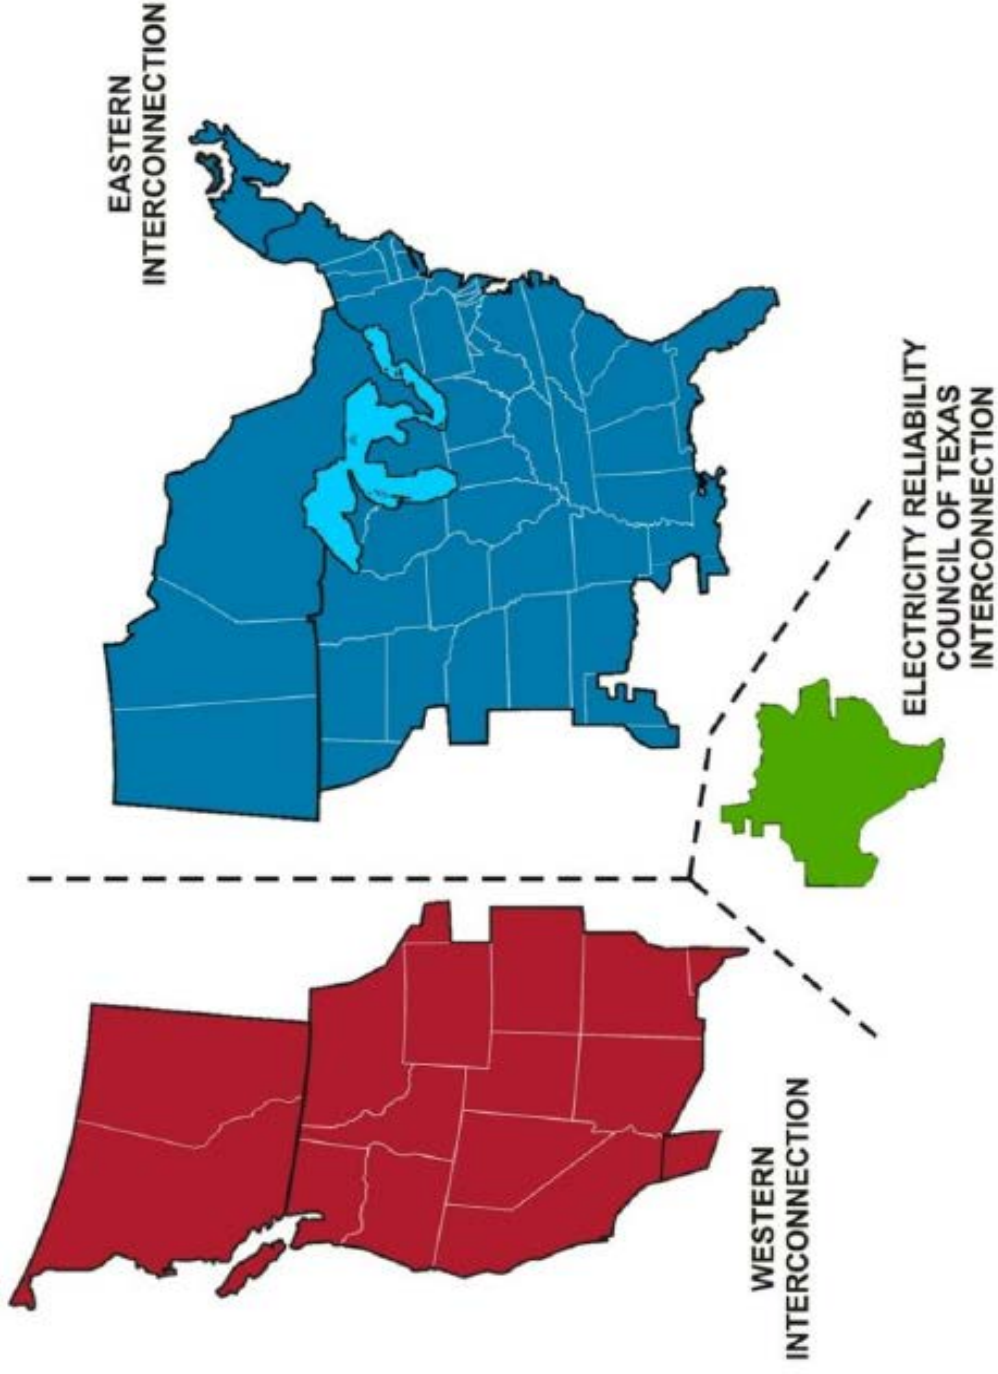 EASTERN
INTERCONNECTION
WESTERN
INTERCONNECTION
ELECTRICITY RELIABILITY
COUNCIL OF TEXAS
INTERCONNECTION